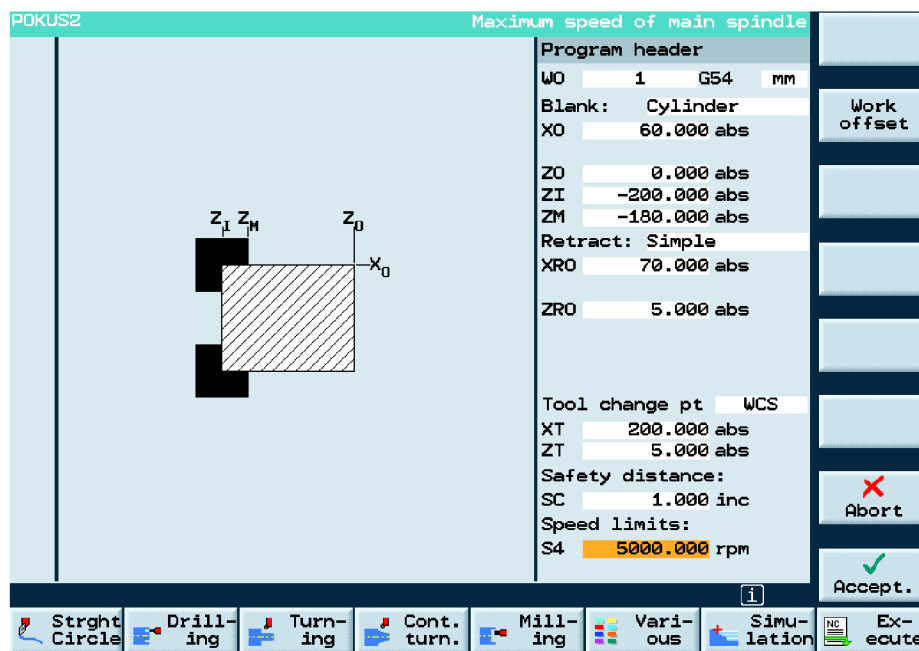 POKUS2 Maximum speed of main spindle
Program header
WO 1 G54 mm
Blank: Cylinder
XO 60.000 abs
ZO 0.000 abs
ZI -200.000 abs
ZM -180.000 abs
Retract: Simple
XRO 70.000 abs
ZRO 5.000 abs
Tool change pt WCS
XT 200.000 abs
ZT 5.000 abs
Safety distance:
SC 1.000 inc
Speed limits:
S4 5000.000 rpm
ZI ZM ZO
XO
Work
offset
Abort
Accept.
i
Strght
Circle
Drill-
ing
Turn-
ing
Cont.
turn.
Mill-
ing
Vari-
ous
Simu-
lation
NC
Ex-
ecute